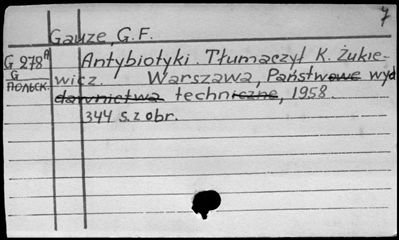 7
Gauze, G.F.
G 278ᴬ
G
ПОЛЬСК.
Antybiotyki. Tłumaczył K. Żukie-
wicz. Warszawa, Państwowe wyd
dawnictwa techniczne, 1958.
344 s. z obr.